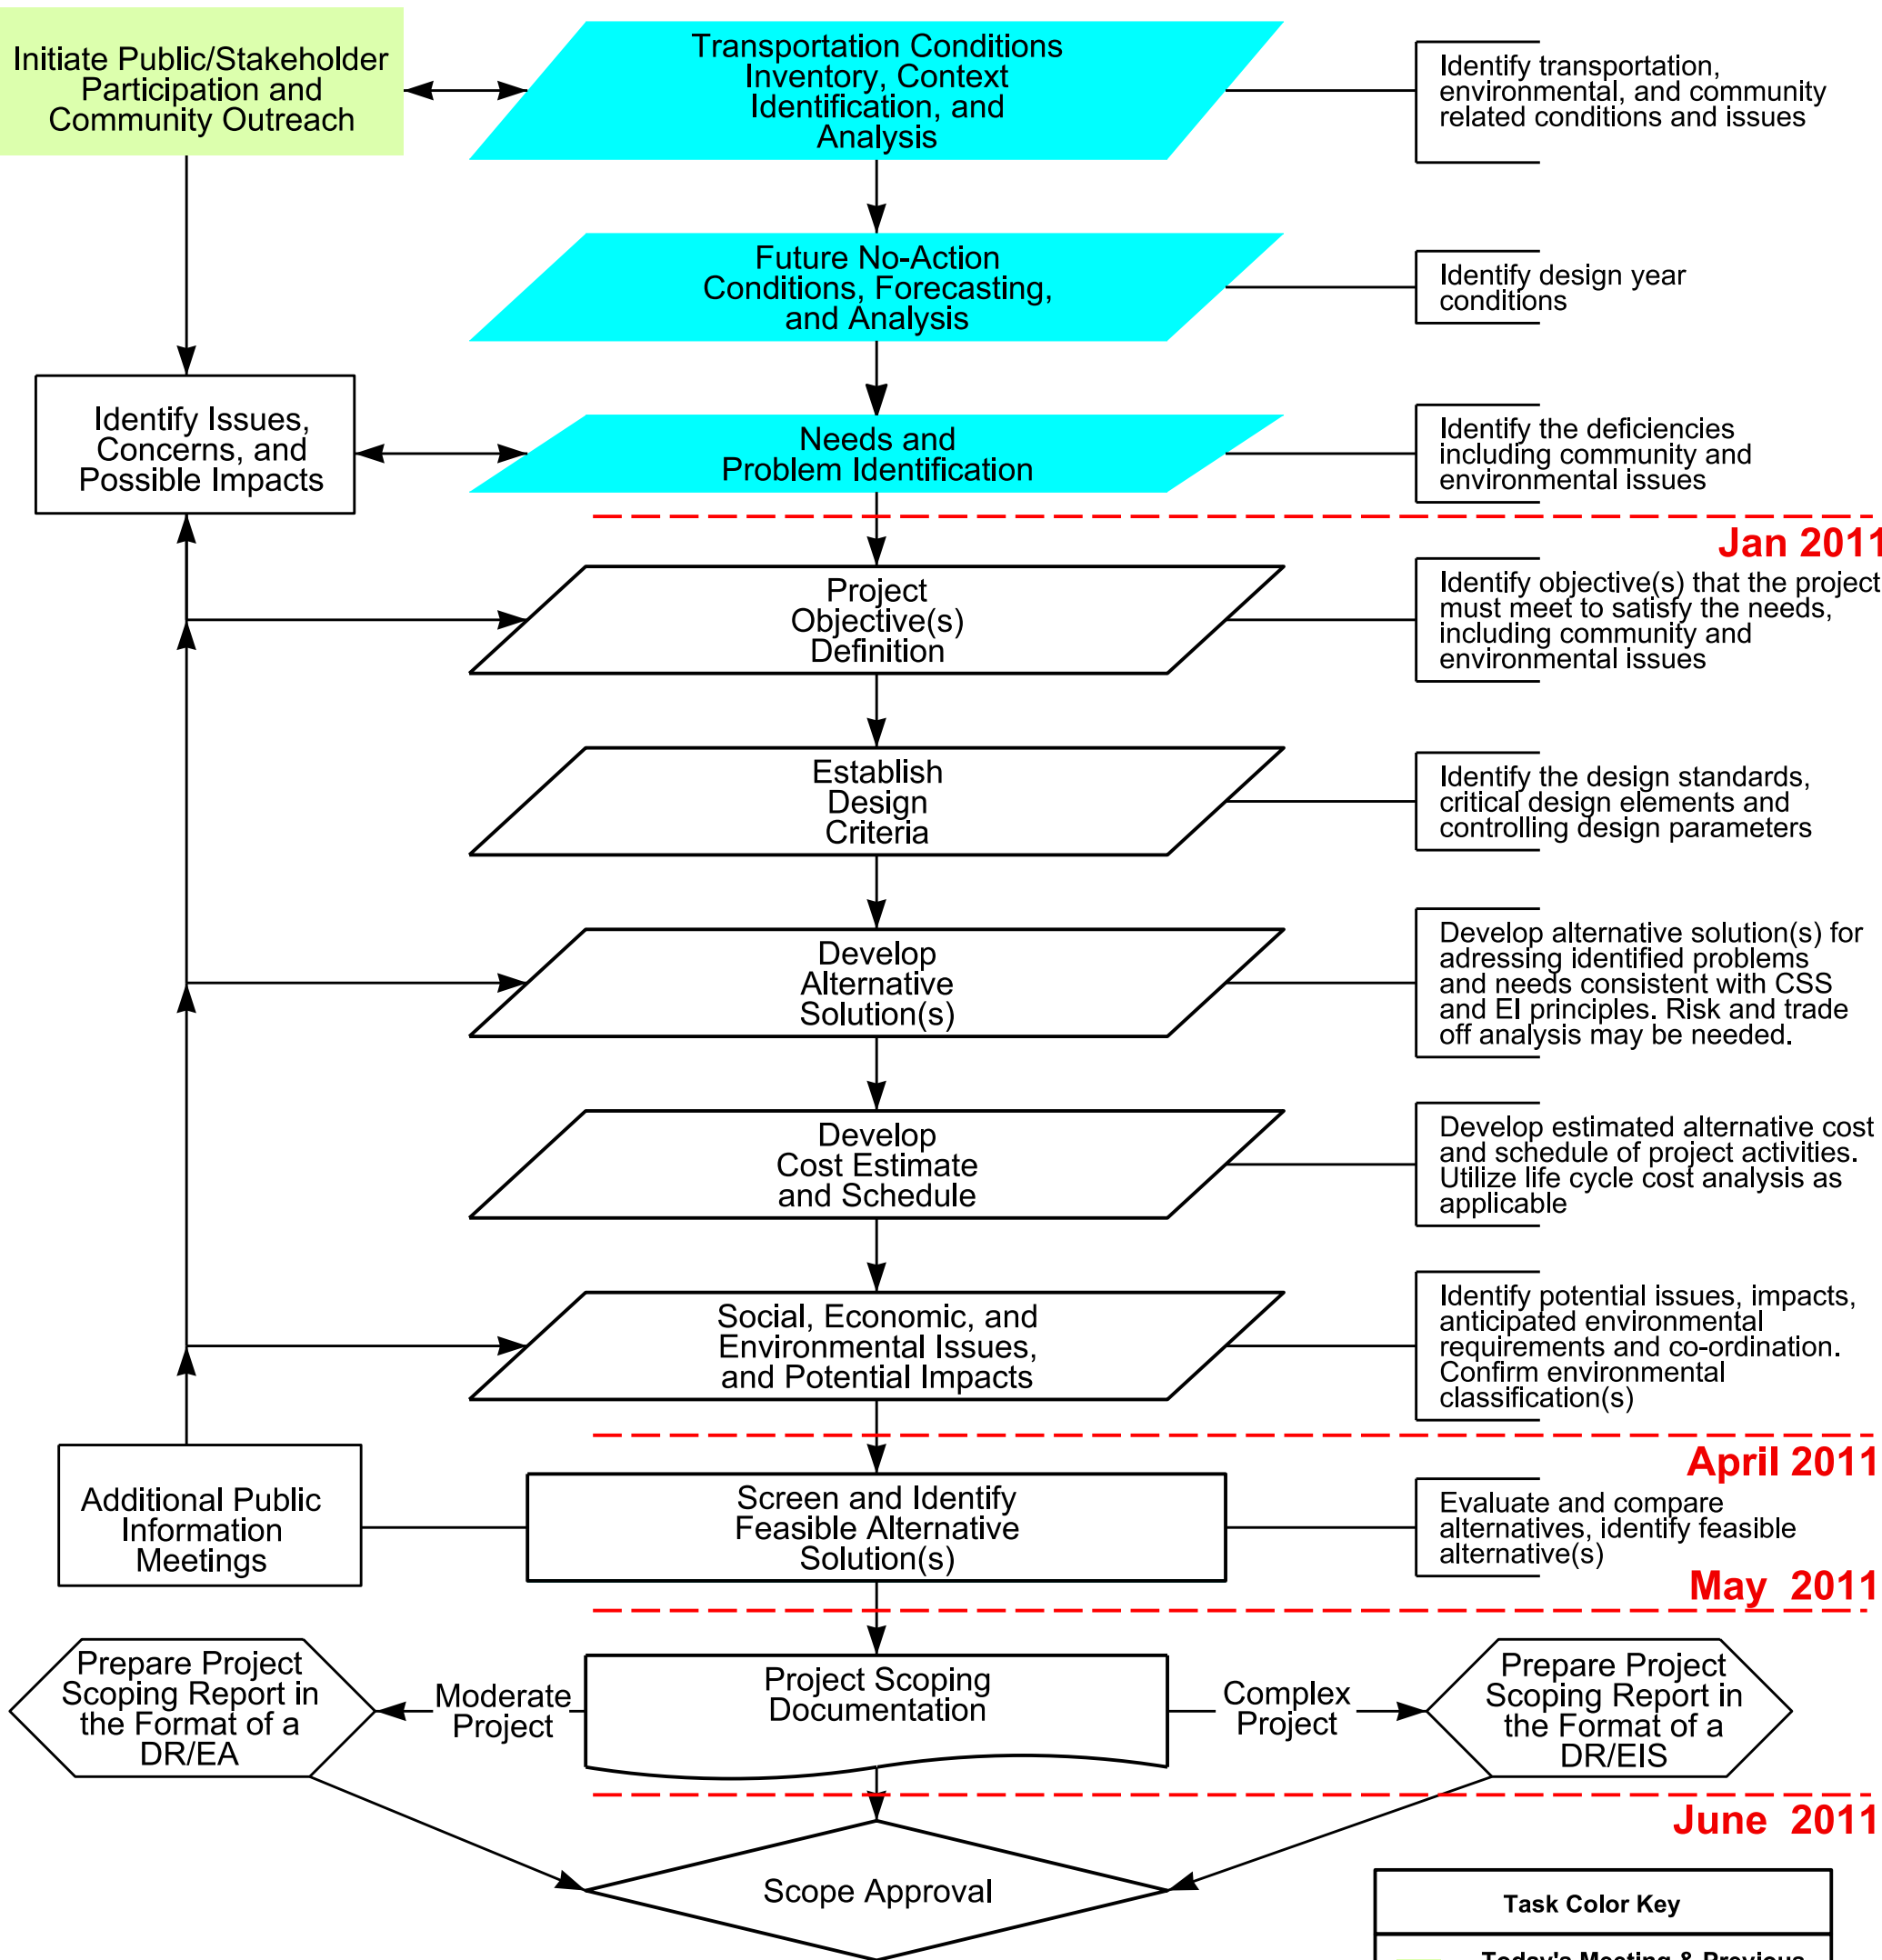 Initiate Public/Stakeholder
Participation and
Community Outreach
Transportation Conditions
Inventory, Context
Identification, and
Analysis
Identify transportation,
environmental, and community
related conditions and issues
Future No-Action
Conditions, Forecasting,
and Analysis
Identify design year
conditions
Identify Issues,
Concerns, and
Possible Impacts
Needs and
Problem Identification
Identify the deficiencies
including community and
environmental issues
Jan 2011
Project
Objective(s)
Definition
Identify objective(s) that the project
must meet to satisfy the needs,
including community and
environmental issues
Establish
Design
Criteria
Identify the design standards,
critical design elements and
controlling design parameters
Develop
Alternative
Solution(s)
Develop alternative solution(s) for
adressing identified problems
and needs consistent with CSS
and EI principles. Risk and trade
off analysis may be needed.
Develop
Cost Estimate
and Schedule
Develop estimated alternative cost
and schedule of project activities.
Utilize life cycle cost analysis as
applicable
Social, Economic, and
Environmental Issues,
and Potential Impacts
Identify potential issues, impacts,
anticipated environmental
requirements and co-ordination.
Confirm environmental
classification(s)
April 2011
Additional Public
Information
Meetings
Screen and Identify
Feasible Alternative
Solution(s)
Evaluate and compare
alternatives, identify feasible
alternative(s)
May 2011
Prepare Project
Scoping Report in
the Format of a
DR/EA
Moderate
Project
Project Scoping
Documentation
Complex
Project
Prepare Project
Scoping Report in
the Format of a
DR/EIS
June 2011
Scope Approval
Task Color Key
Today's Meeting & Previous